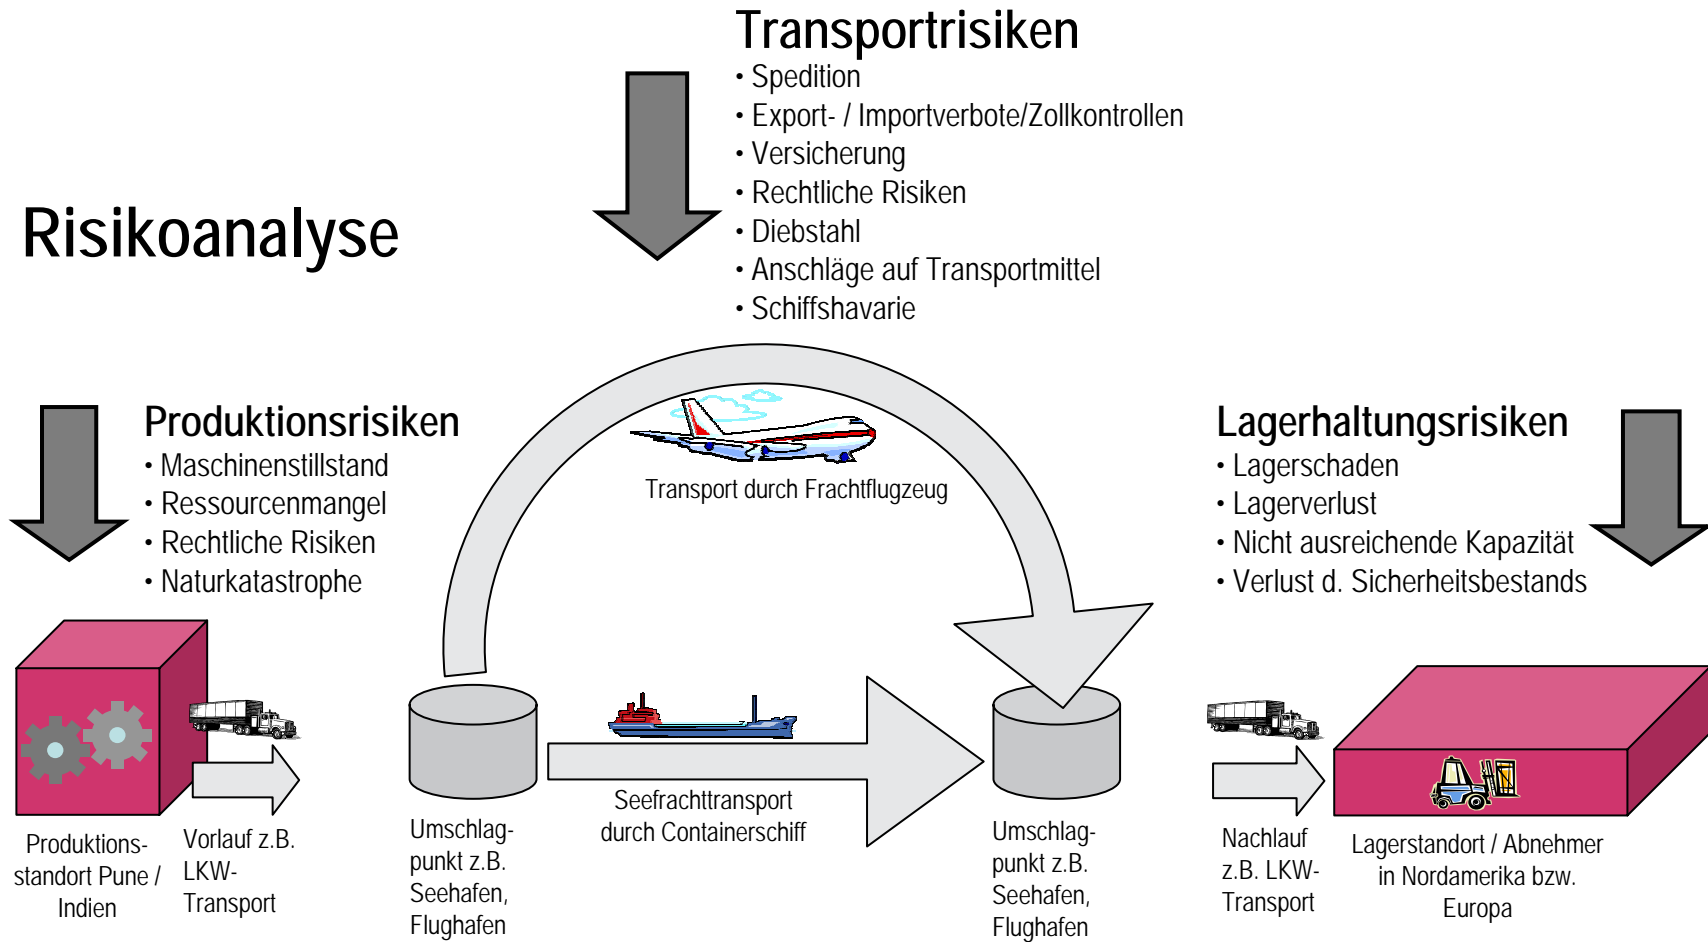 Transportrisiken
• Spedition
• Export- / Importverbote/Zollkontrollen
• Versicherung
• Rechtliche Risiken
• Diebstahl
• Anschläge auf Transportmittel
• Schiffshavarie
Risikoanalyse
Produktionsrisiken
• Maschinenstillstand
• Ressourcenmangel
• Rechtliche Risiken
• Naturkatastrophe
Transport durch Frachtflugzeug
Lagerhaltungsrisiken
• Lagerschaden
• Lagerverlust
• Nicht ausreichende Kapazität
• Verlust d. Sicherheitsbestands
Produktions-
standort Pune /
Indien
Vorlauf z.B.
LKW-
Transport
Umschlag-
punkt z.B.
Seehafen,
Flughafen
Seefrachttransport
durch Containerschiff
Umschlag-
punkt z.B.
Seehafen,
Flughafen
Nachlauf
z.B. LKW-
Transport
Lagerstandort / Abnehmer
in Nordamerika bzw.
Europa